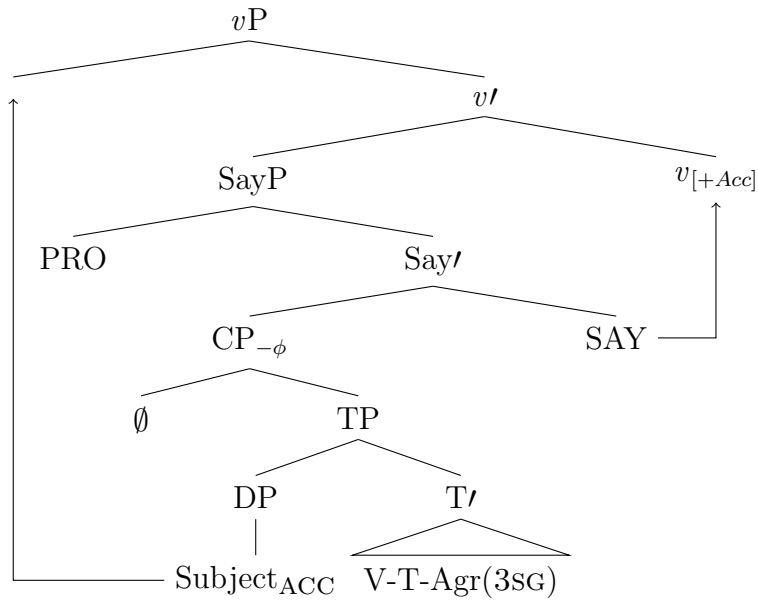 vP
v′
SayP v[+Acc]
PRO Say′
CP−ϕ SAY
∅ TP
DP T′
SubjectACC V-T-Agr(3SG)